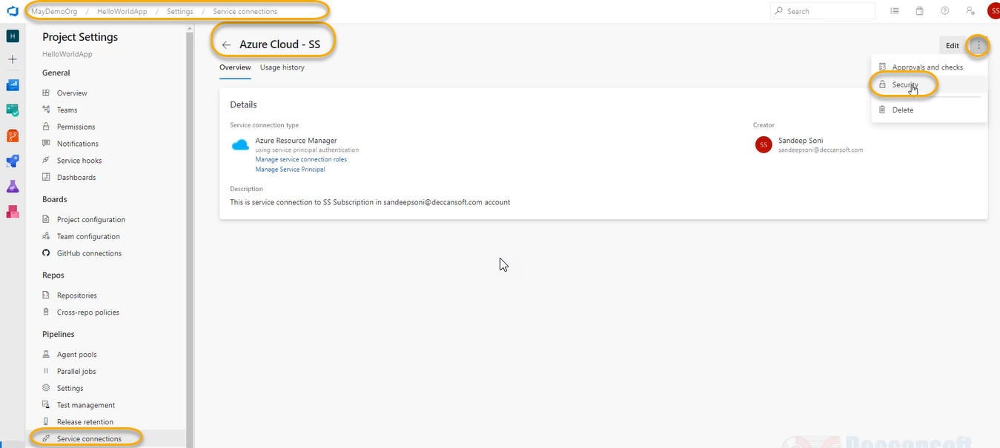 MayDemoOrg / HelloWorldApp / Settings / Service connections
Search
SS
H
Project Settings
HelloWorldApp
General
Overview
Teams
Permissions
Notifications
Service hooks
Dashboards
Boards
Project configuration
Team configuration
GitHub connections
Repos
Repositories
Cross-repo policies
Pipelines
Agent pools
Parallel jobs
Settings
Test management
Release retention
Service connections
Azure Cloud - SS
Edit
Overview Usage history
Approvals and checks
Security
Delete
Details
Service connection type
Azure Resource Manager
using service principal authentication
Manage service connection roles
Manage Service Principal
Creator
SS
Sandeep Soni
sandeepsoni@deccansoft.com
Description
This is service connection to SS Subscription in sandeepsoni@deccansoft.com account
Deccansoft